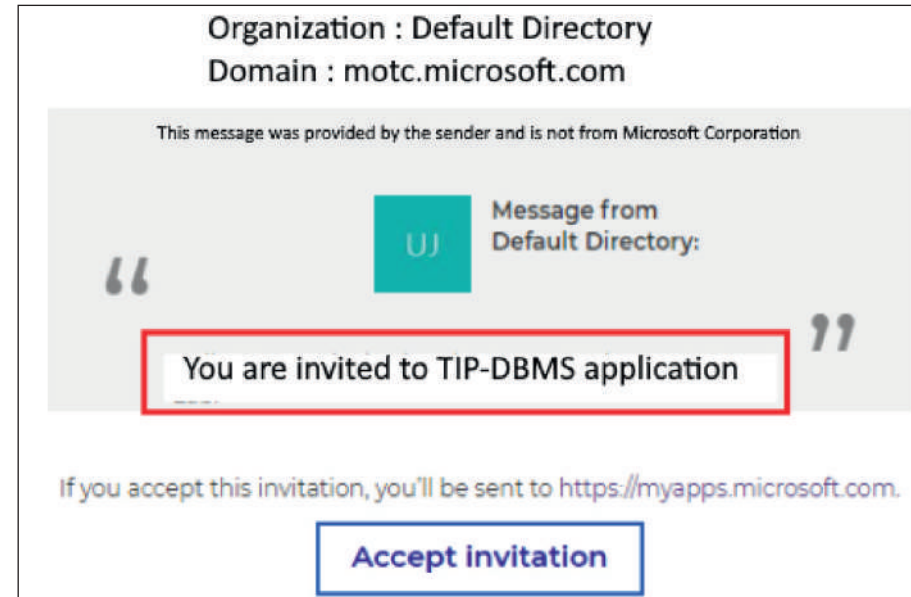 Organization : Default Directory
Domain : motc.microsoft.com
This message was provided by the sender and is not from Microsoft Corporation
UJ
Message from
Default Directory:
“
”
You are invited to TIP-DBMS application
If you accept this invitation, you'll be sent to https://myapps.microsoft.com.
Accept invitation